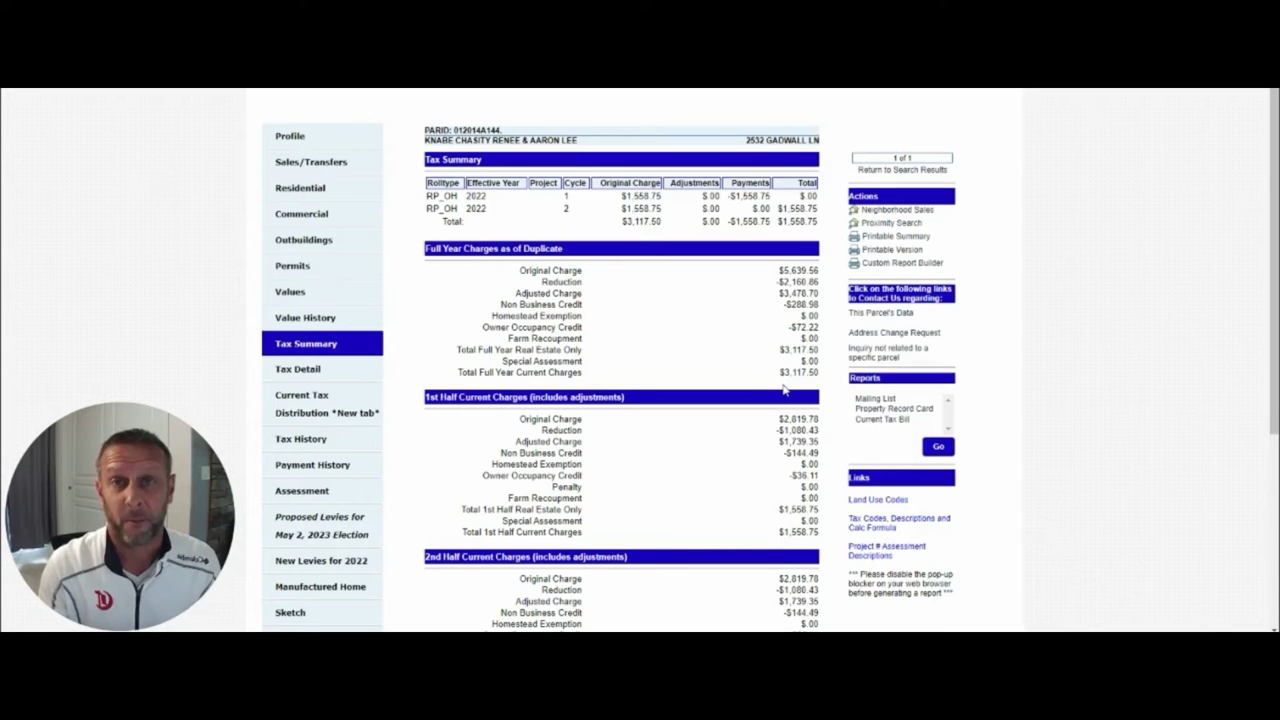 Profile
Sales/Transfers
Residential
Commercial
Outbuildings
Permits
Values
Value History
Tax Summary
Tax Detail
Current Tax
Distribution *New tab*
Tax History
Payment History
Assessment
Proposed Levies for
May 2, 2023 Election
New Levies for 2022
Manufactured Home
Sketch
PARID: 012014A144.
KNABE CHASITY RENEE & AARON LEE 2532 GADWALL LN
Tax Summary
Rolltype Effective Year Project Cycle Original Charge Adjustments Payments Total
RP_OH 2022 1 $1,558.75 $.00 -$1,558.75 $.00
RP_OH 2022 2 $1,558.75 $.00 $.00 $1,558.75
Total: $3,117.50 $.00 -$1,558.75 $1,558.75
Full Year Charges as of Duplicate
Original Charge $5,639.56
Reduction -$2,160.86
Adjusted Charge $3,478.70
Non Business Credit -$288.98
Homestead Exemption $.00
Owner Occupancy Credit -$72.22
Farm Recoupment $.00
Total Full Year Real Estate Only $3,117.50
Special Assessment $.00
Total Full Year Current Charges $3,117.50
1st Half Current Charges (includes adjustments)
Original Charge $2,819.78
Reduction -$1,080.43
Adjusted Charge $1,739.35
Non Business Credit -$144.49
Homestead Exemption $.00
Owner Occupancy Credit -$36.11
Penalty $.00
Farm Recoupment $.00
Total 1st Half Real Estate Only $1,558.75
Special Assessment $.00
Total 1st Half Current Charges $1,558.75
2nd Half Current Charges (includes adjustments)
Original Charge $2,819.78
Reduction -$1,080.43
Adjusted Charge $1,739.35
Non Business Credit -$144.49
Homestead Exemption $.00
1 of 1
Return to Search Results
Actions
Neighborhood Sales
Proximity Search
Printable Summary
Printable Version
Custom Report Builder
Click on the following links
to Contact Us regarding:
This Parcel's Data
Address Change Request
Inquiry not related to a
specific parcel
Reports
Mailing List
Property Record Card
Current Tax Bill
Go
Links
Land Use Codes
Tax Codes, Descriptions and
Calc Formula
Project # Assessment
Descriptions
*** Please disable the pop-up
blocker on your web browser
before generating a report ***